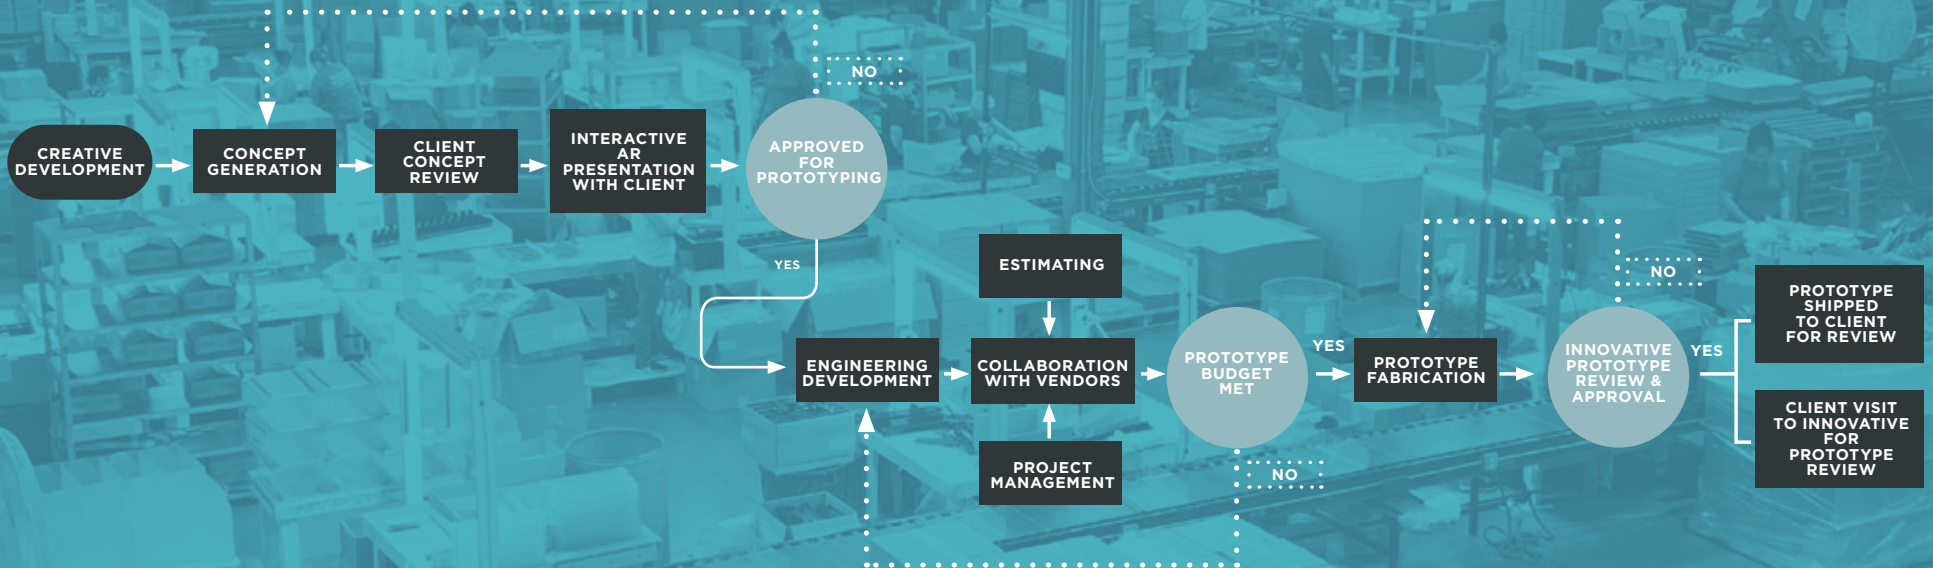 NO
CREATIVE
DEVELOPMENT
CONCEPT
GENERATION
CLIENT
CONCEPT
REVIEW
INTERACTIVE
AR
PRESENTATION
WITH CLIENT
APPROVED
FOR
PROTOTYPING
YES
ESTIMATING
ENGINEERING
DEVELOPMENT
COLLABORATION
WITH VENDORS
PROJECT
MANAGEMENT
PROTOTYPE
BUDGET
MET
NO
YES
PROTOTYPE
FABRICATION
INNOVATIVE
PROTOTYPE
REVIEW &
APPROVAL
NO
YES
PROTOTYPE
SHIPPED
TO CLIENT
FOR REVIEW
CLIENT VISIT
TO INNOVATIVE
FOR
PROTOTYPE
REVIEW